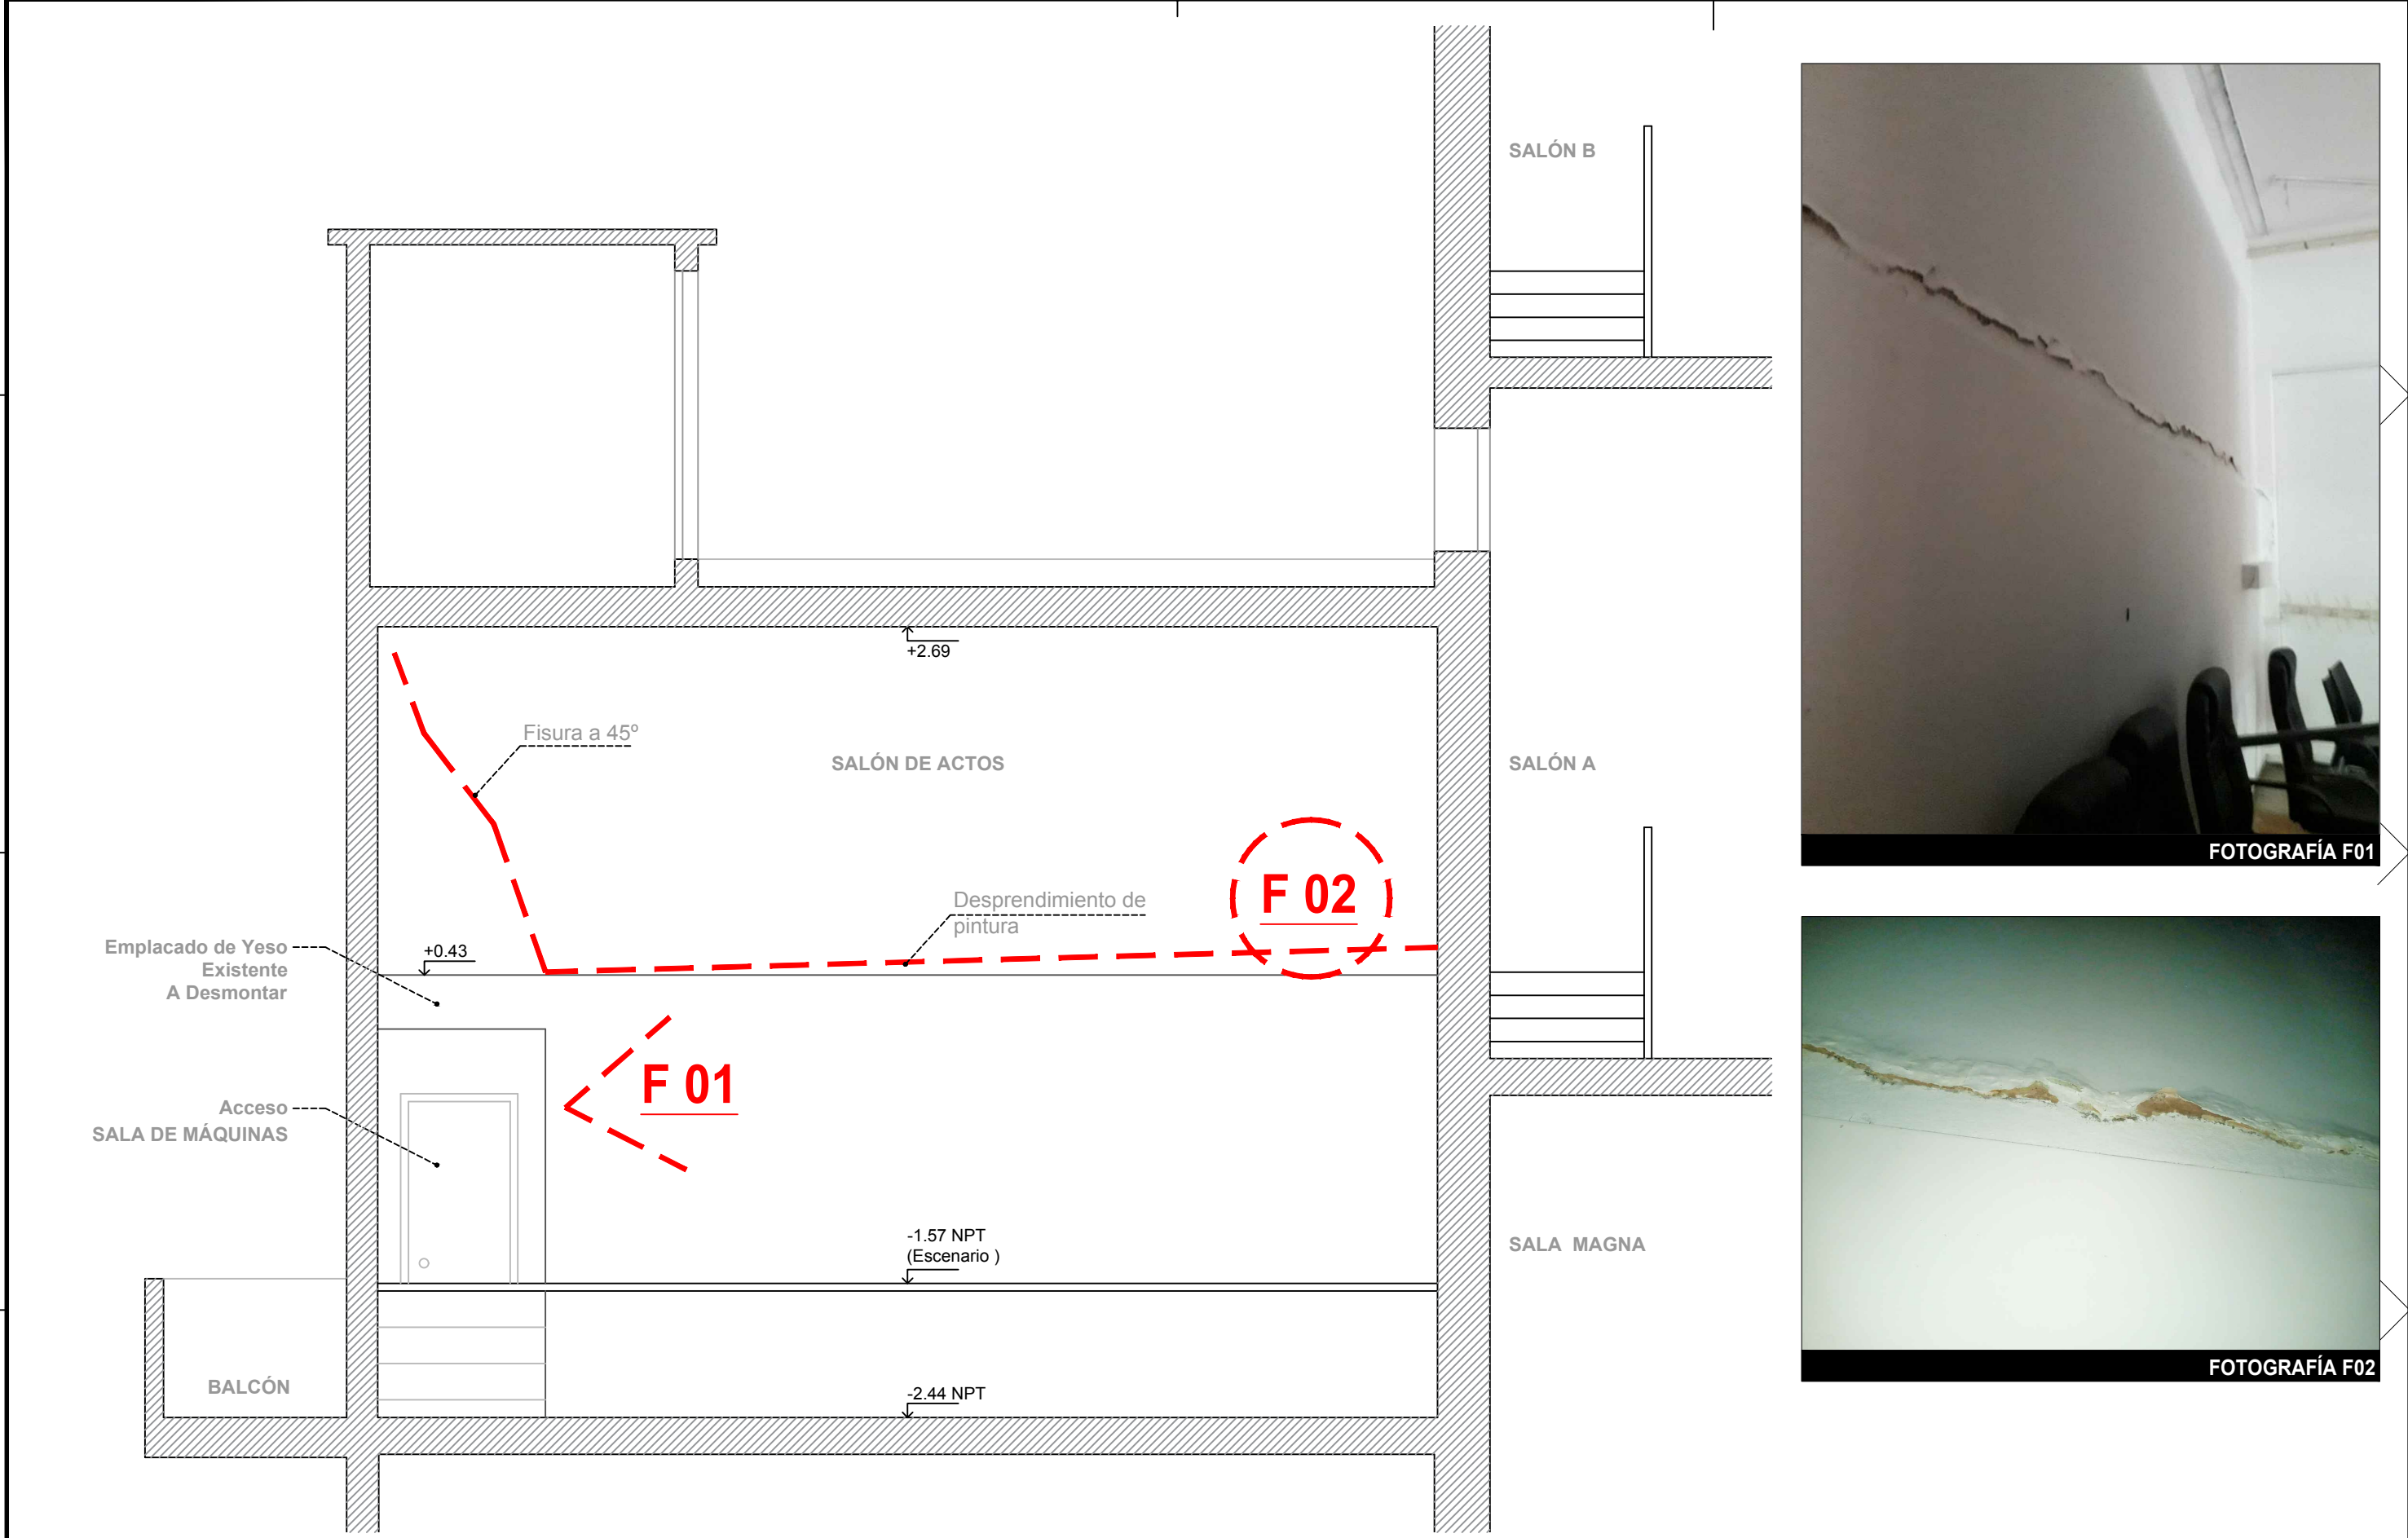 SALÓN B
+2.69
Fisura a 45º
SALÓN DE ACTOS
SALÓN A
FOTOGRAFÍA F01
F 02
Desprendimiento de
pintura
Emplacado de Yeso
Existente
A Desmontar
+0.43
F 01
Acceso
SALA DE MÁQUINAS
-1.57 NPT
(Escenario )
SALA MAGNA
FOTOGRAFÍA F02
BALCÓN
-2.44 NPT